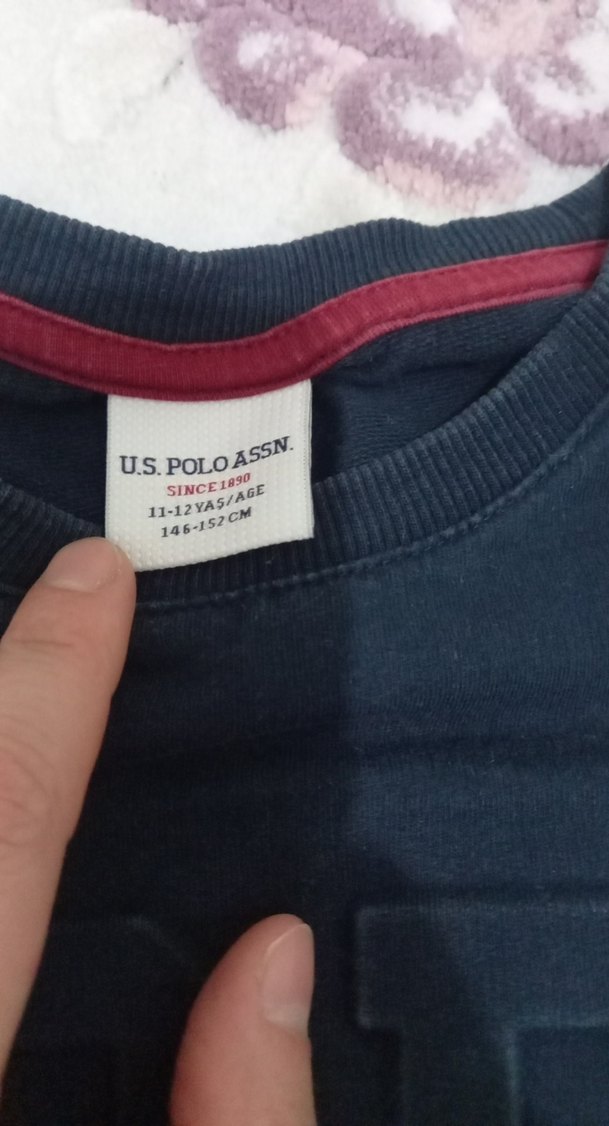 U.S. POLO ASSN.
SINCE 1890
11-12 YAŞ/AGE
146-152 CM